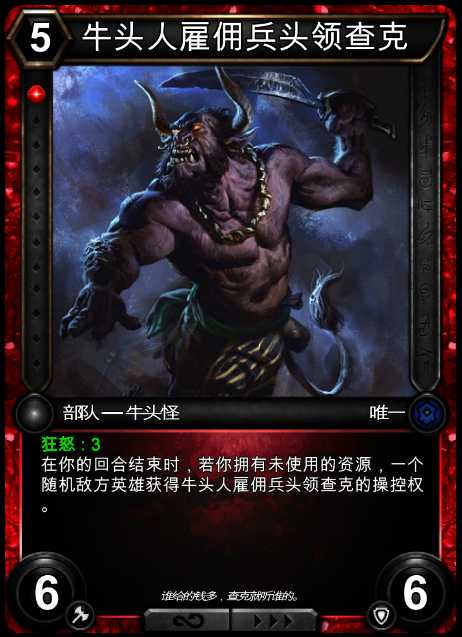 5
牛头人雇佣兵头领查克
部队 — 牛头怪
唯一
狂怒：3
在你的回合结束时，若你拥有未使用的资源，一个
随机敌方英雄获得牛头人雇佣兵头领查克的操控权
。
6
谁给的钱多，查克就听谁的。
6